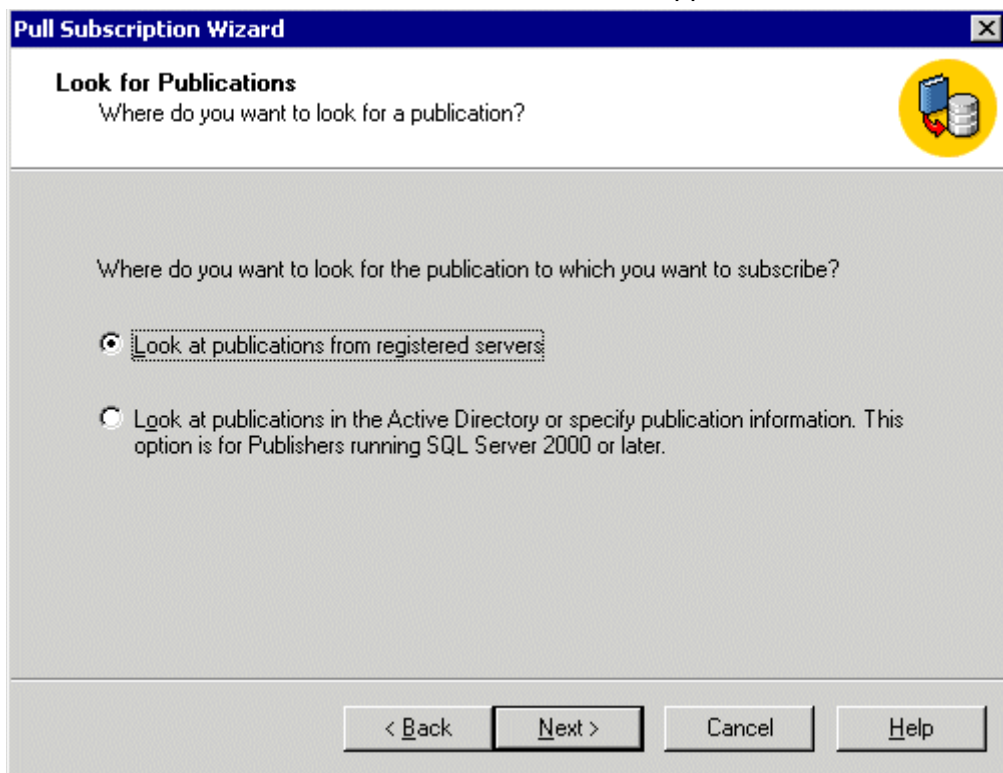 Pull Subscription Wizard
Look for Publications
Where do you want to look for a publication?
Where do you want to look for the publication to which you want to subscribe?
Look at publications from registered servers
Look at publications in the Active Directory or specify publication information. This
option is for Publishers running SQL Server 2000 or later.
< Back
Next >
Cancel
Help